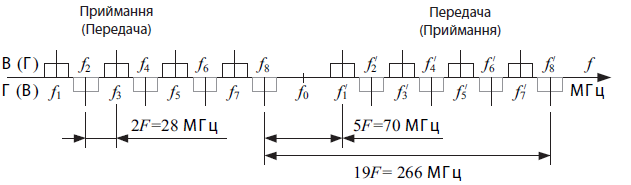 Приймання
(Передача)
Передача
(Приймання)
В (Г) f2 f4 f6 f8 f2′ f4′ f6′ f8′ f
Г (В) f1 f3 f5 f7 f0 f1′ f3′ f5′ f7′ МГц
2F=28 МГц
5F=70 МГц
19F= 266 МГц